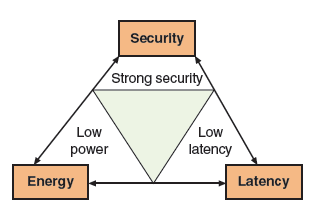 Security
Strong security
Low
power
Low
latency
Energy
Latency